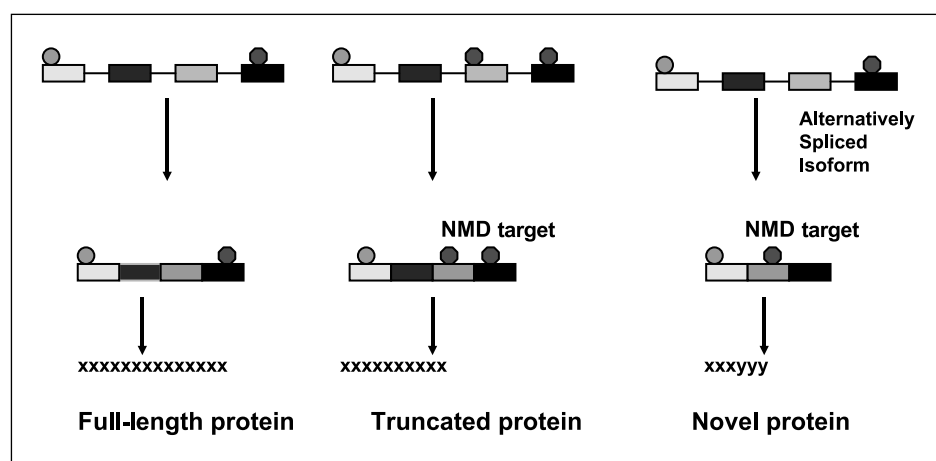 Alternatively
Spliced
Isoform
NMD target
NMD target
xxxxxxxxxxxxxx
xxxxxxxxxx
xxxyyy
Full-length protein
Truncated protein
Novel protein